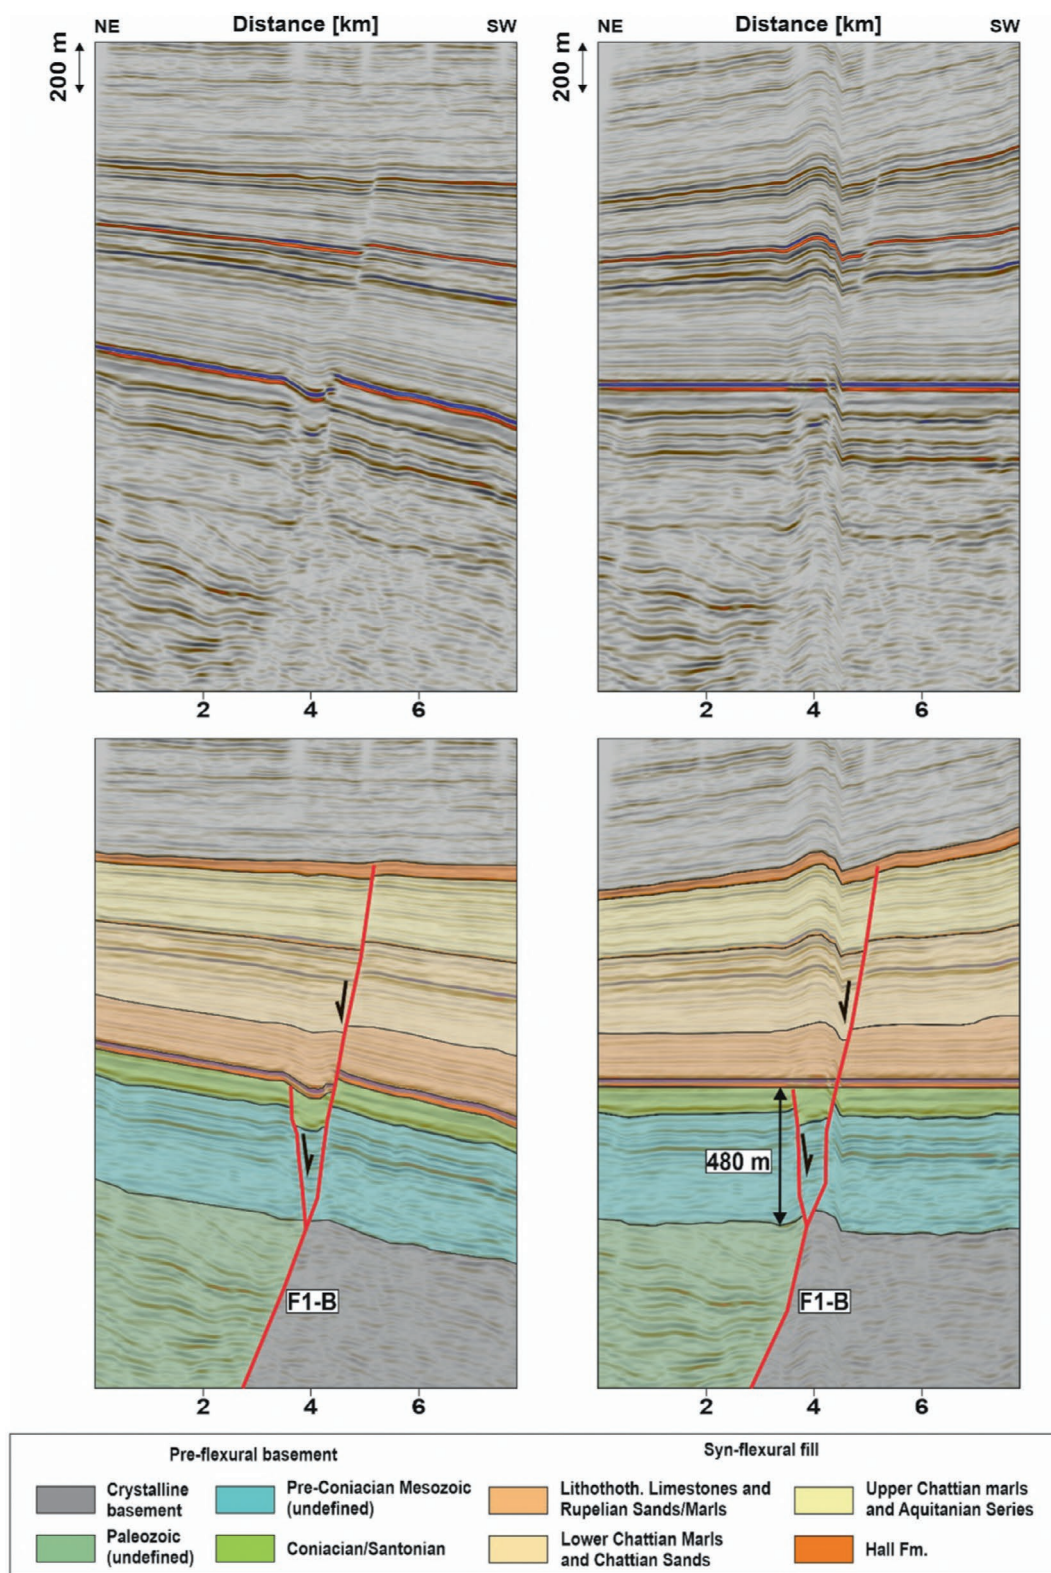 NE Distance [km] SW
NE Distance [km] SW
200 m
200 m
2 4 6
2 4 6
480 m
F1-B
F1-B
2 4 6
2 4 6
Pre-flexural basement
Syn-flexural fill
Crystalline
basement
Pre-Coniacian Mesozoic
(undefined)
Lithothoh. Limestones and
Rupelian Sands/Marls
Upper Chattian marls
and Aquitanian Series
Paleozoic
(undefined)
Coniacian/Santonian
Lower Chattian Marls
and Chattian Sands
Hall Fm.